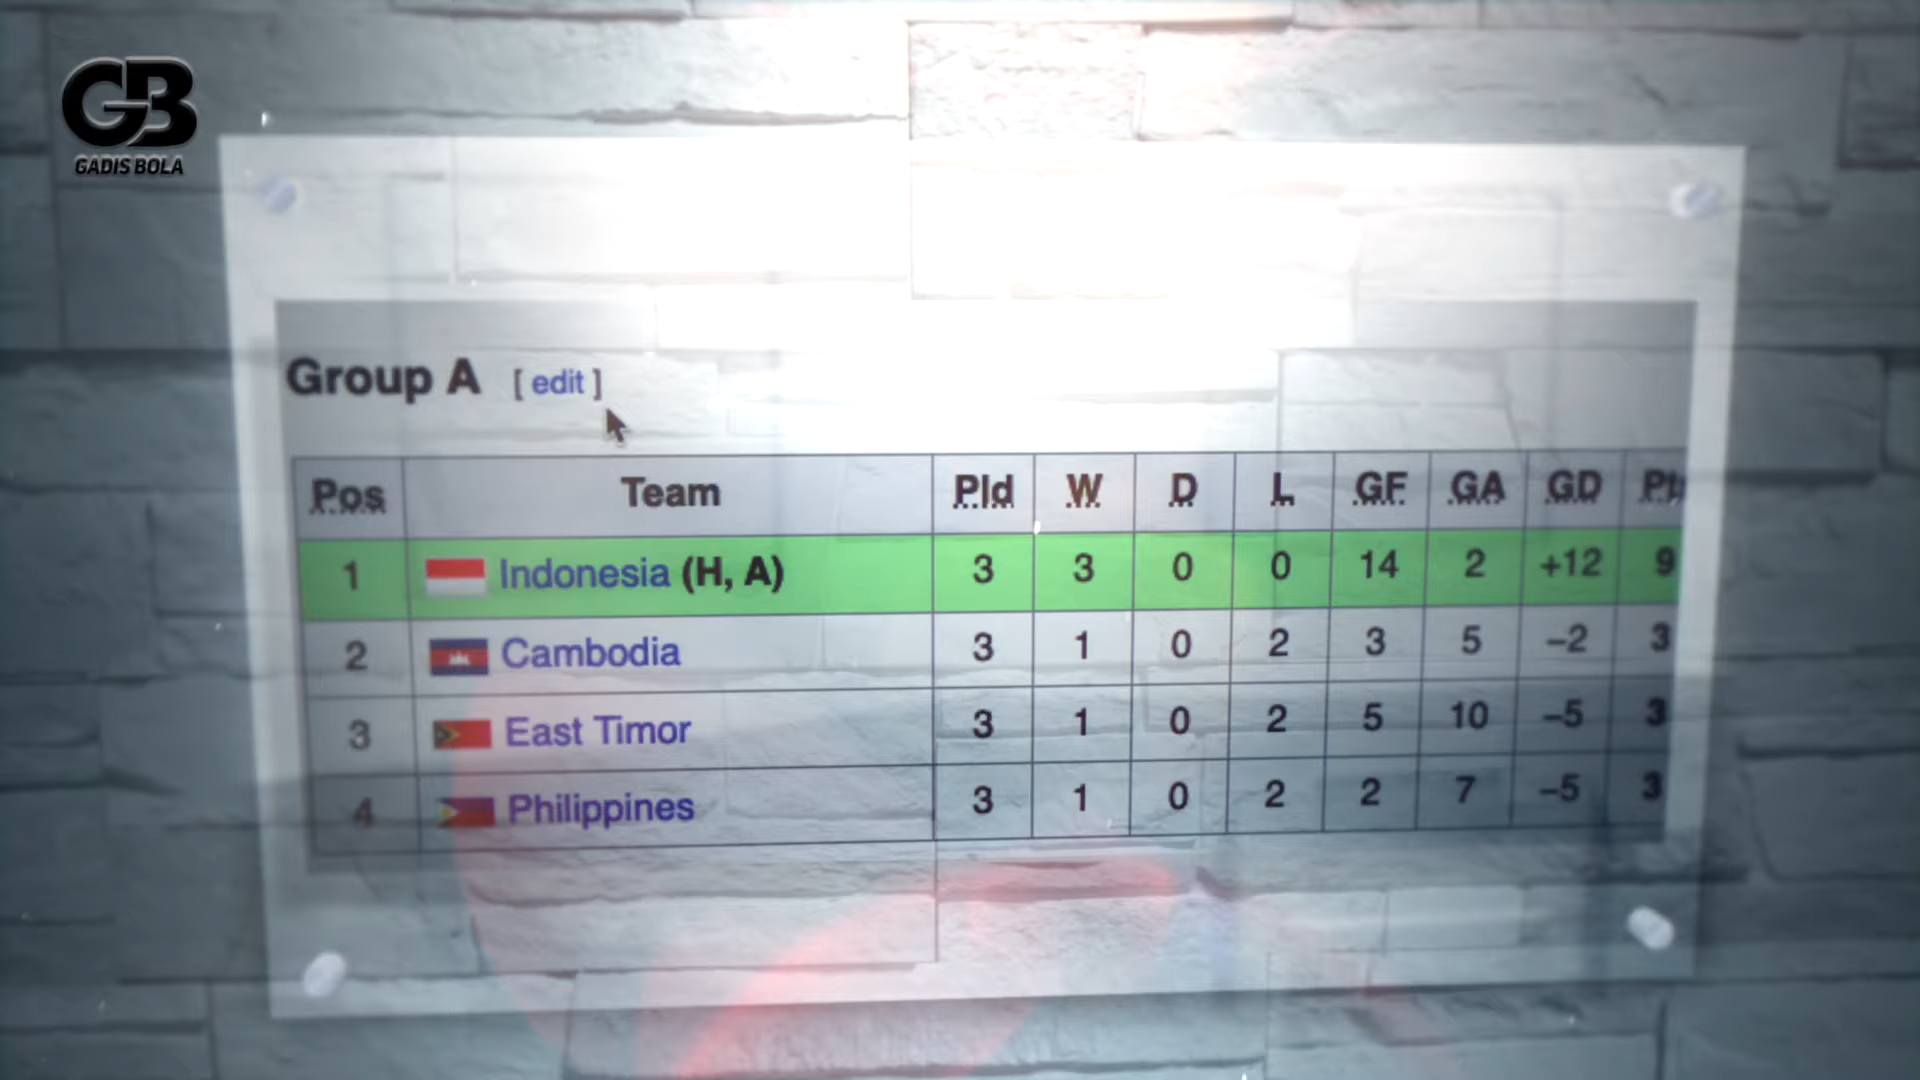 GB
GADIS BOLA
Group A [ edit ]
Pos Team Pld W D L GF GA GD Pt
1 Indonesia (H, A) 3 3 0 0 14 2 +12 9
2 Cambodia 3 1 0 2 3 5 −2 3
3 East Timor 3 1 0 2 5 10 −5 3
4 Philippines 3 1 0 2 2 7 −5 3